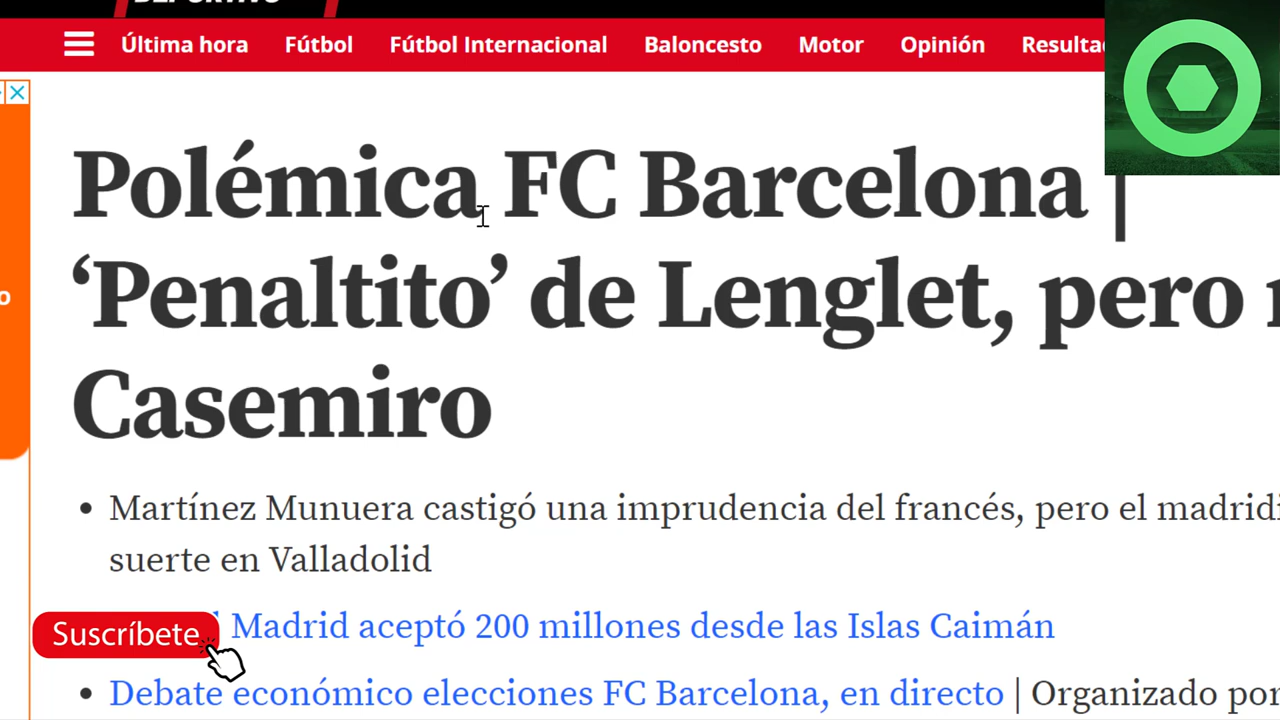 Última hora Fútbol Fútbol Internacional Baloncesto Motor Opinión
Polémica FC Barcelona |
‘Penaltito’ de Lenglet, pero
Casemiro
• Martínez Munuera castigó una imprudencia del francés, pero el
suerte en Valladolid
Madrid aceptó 200 millones desde las Islas Caimán
Suscríbete
• Debate económico elecciones FC Barcelona, en directo | Organizado por